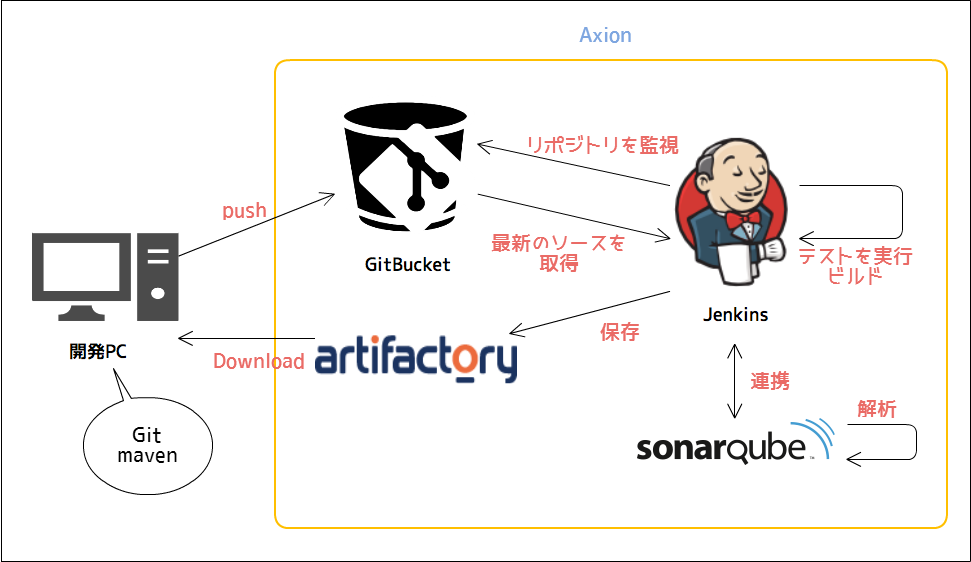 Axion
リポジトリを監視
push
最新のソースを
取得
GitBucket
テストを実行
ビルド
Jenkins
保存
開発PC
Download
artifactory
連携
解析
Git
maven
sonarqube